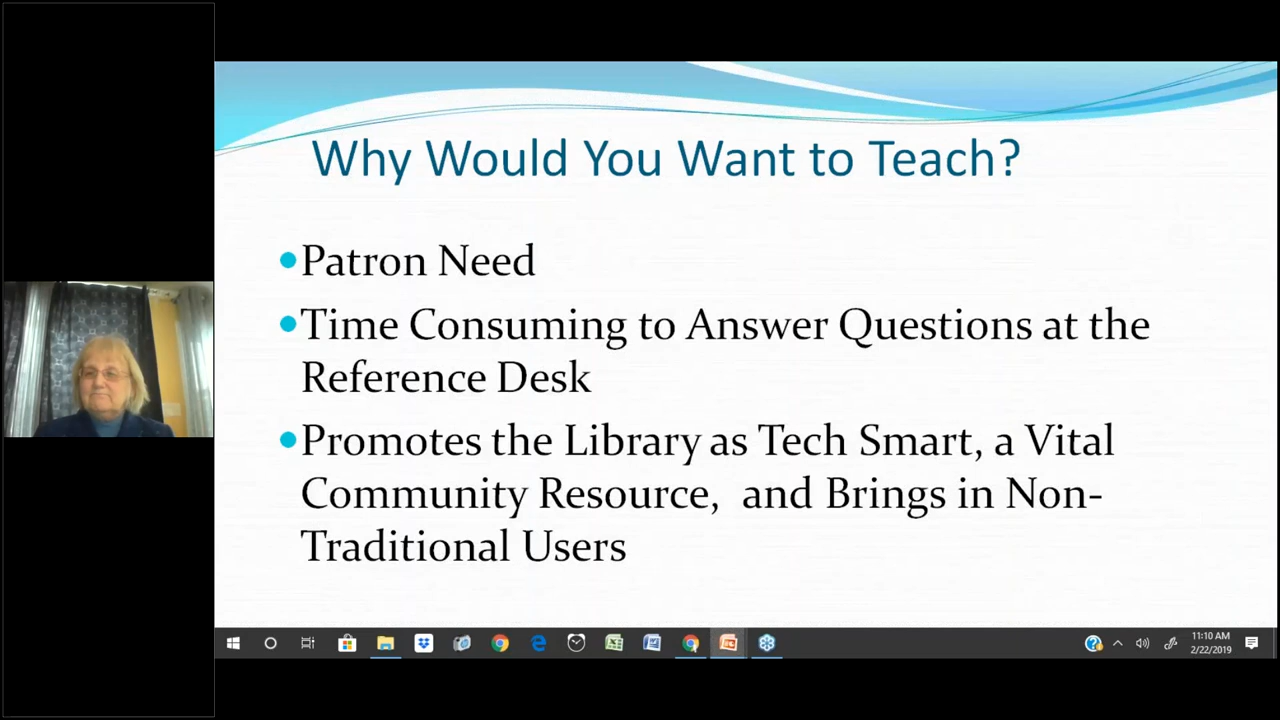 Why Would You Want to Teach?
•Patron Need
•Time Consuming to Answer Questions at the
Reference Desk
•Promotes the Library as Tech Smart, a Vital
Community Resource,  and Brings in Non-
Traditional Users
11:10 AM
2/22/2019